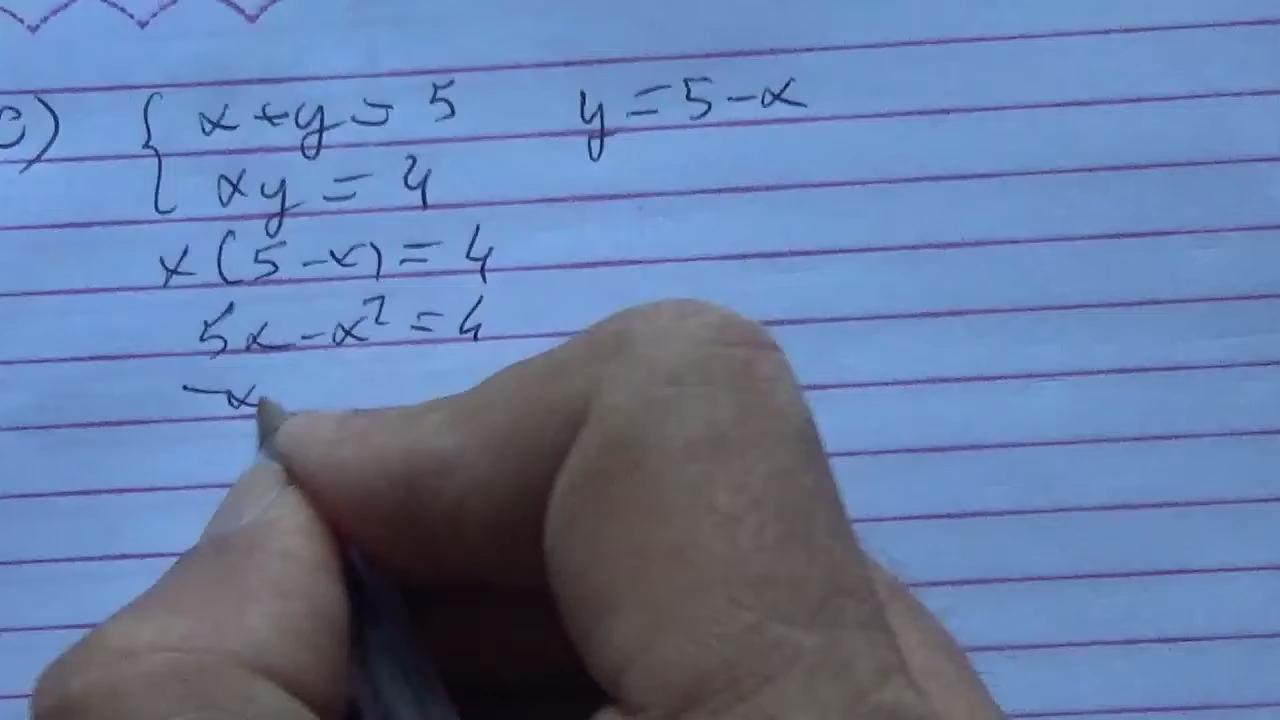 c) { x + y = 5 y = 5 - x
xy = 4
x (5 - x) = 4
5x - x² = 4
-x